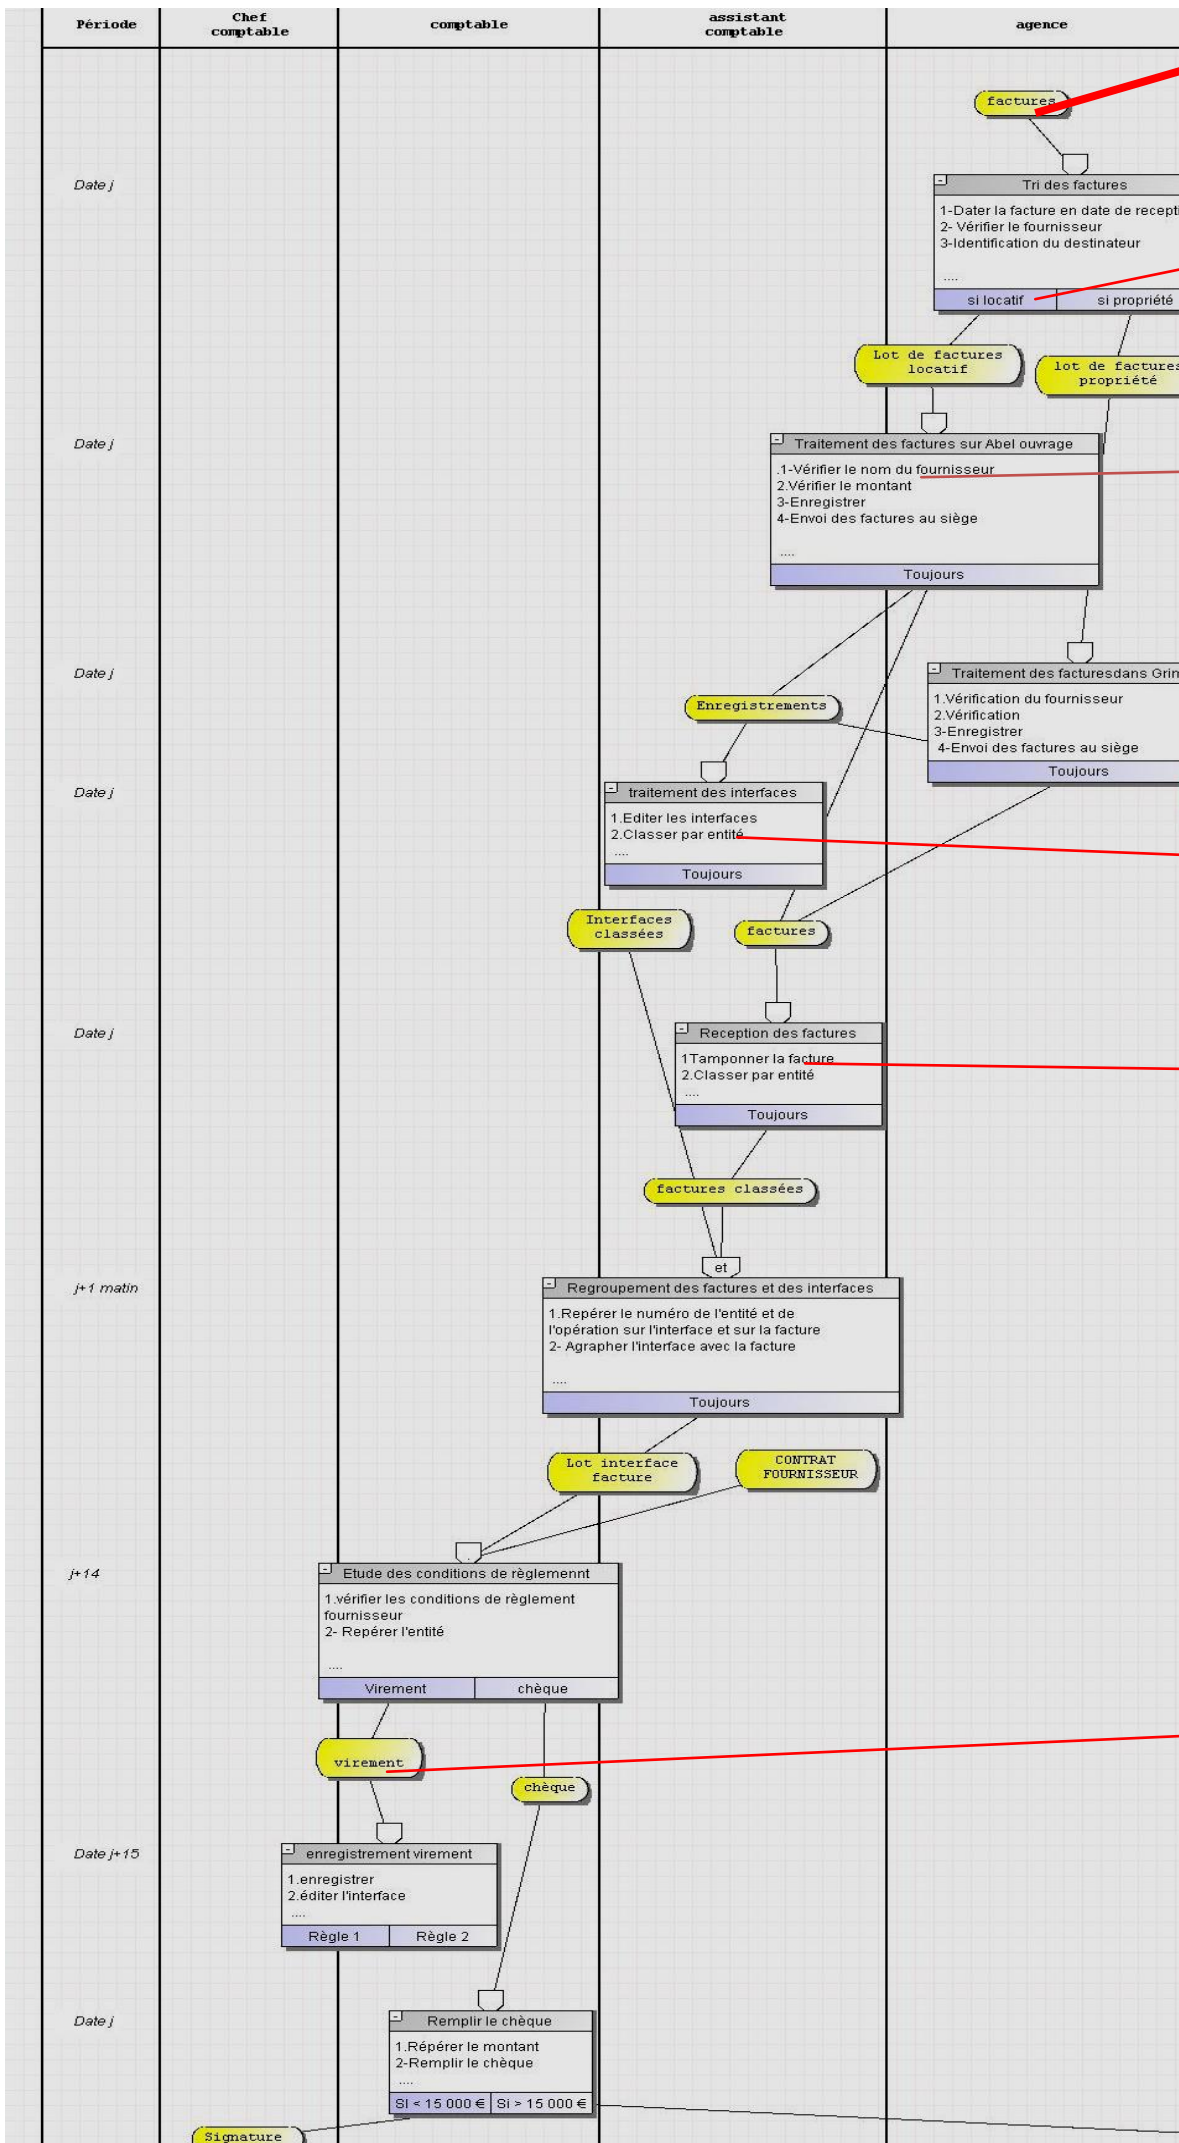 Période
Chef
comptable
comptable
assistant
comptable
agence
factures
Date j
Tri des factures
1-Dater la facture en date de recepti
2- Vérifier le fournisseur
3-Identification du destinateur
....
si locatif
si propriété
Lot de factures
locatif
lot de factures
propriété
Date j
Traitement des factures sur Abel ouvrage
.1-Vérifier le nom du fournisseur
2.Vérifier le montant
3-Enregistrer
4-Envoi des factures au siège
....
Toujours
Date j
Traitement des facturesdans Grim
1.Vérification du fournisseur
2.Vérification
3-Enregistrer
4-Envoi des factures au siège
Toujours
Enregistrements
Date j
traitement des interfaces
1.Editer les interfaces
2.Classer par entité
....
Toujours
Interfaces
classées
factures
Date j
Reception des factures
1Tamponner la facture
2.Classer par entité
....
Toujours
factures classées
et
j+1 matin
Regroupement des factures et des interfaces
1.Repérer le numéro de l'entité et de
l'opération sur l'interface et sur la facture
2- Agrapher l'interface avec la facture
....
Toujours
Lot interface
facture
CONTRAT
FOURNISSEUR
j+14
Etude des conditions de règlemennt
1.vérifier les conditions de règlement
fournisseur
2- Repérer l'entité
....
Virement
chèque
virement
chèque
Date j+15
enregistrement virement
1.enregistrer
2.éditer l'interface
....
Règle 1
Règle 2
Date j
Remplir le chèque
1.Répérer le montant
2-Remplir le chèque
....
SI < 15 000 €
Si > 15 000 €
Signature